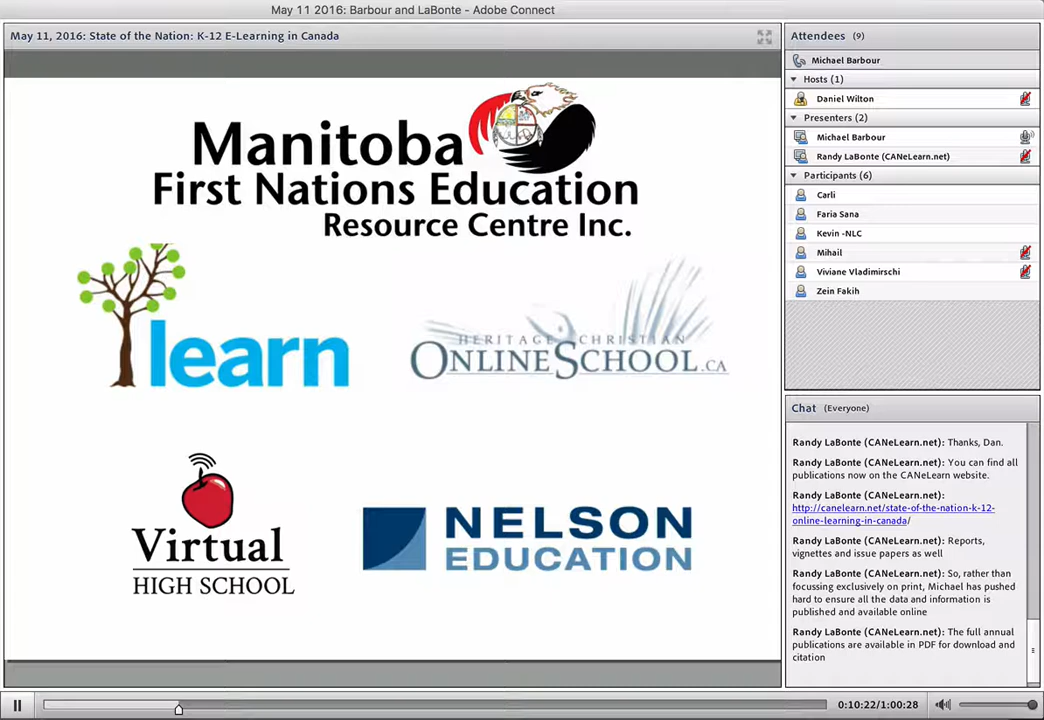 May 11 2016: Barbour and LaBonte - Adobe Connect
May 11, 2016: State of the Nation: K-12 E-Learning in Canada
Manitoba
First Nations Education
Resource Centre Inc.
learn
HERITAGE CHRISTIAN
ONLINESCHOOL.CA
Virtual
HIGH SCHOOL
NELSON
EDUCATION
Attendees (9)
Michael Barbour
Hosts (1)
Daniel Wilton
Presenters (2)
Michael Barbour
Randy LaBonte (CANeLearn.net)
Participants (6)
Carli
Faria Sana
Kevin -NLC
Mihail
Viviane Vladimirschi
Zein Fakih
Chat (Everyone)
Randy LaBonte (CANeLearn.net): Thanks, Dan.
Randy LaBonte (CANeLearn.net): You can find all
publications now on the CANeLearn website.
Randy LaBonte (CANeLearn.net):
http://canelearn.net/state-of-the-nation-k-12-
online-learning-in-canada/
Randy LaBonte (CANeLearn.net): Reports,
vignettes and issue papers as well
Randy LaBonte (CANeLearn.net): So, rather than
focussing exclusively on print, Michael has pushed
hard to ensure all the data and information is
published and available online
Randy LaBonte (CANeLearn.net): The full annual
publications are available in PDF for download and
citation
0:10:22/1:00:28